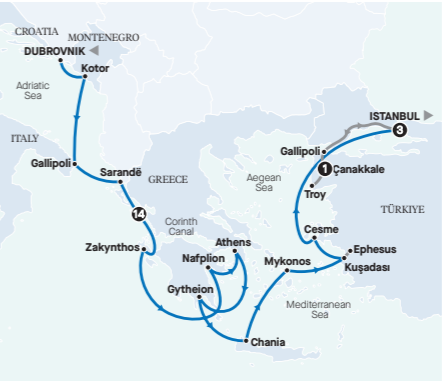 CROATIA
MONTENEGRO
DUBROVNIK
Kotor
Adriatic
Sea
ISTANBUL
3
ITALY
Gallipoli
Sarandë
GREECE
Gallipoli
1
Çanakkale
Aegean
Sea
Troy
TÜRKIYE
14
Corinth
Canal
Zakynthos
Athens
Nafplion
Cesme
Ephesus
Kuşadası
Mykonos
Gytheion
Mediterranean
Sea
Chania